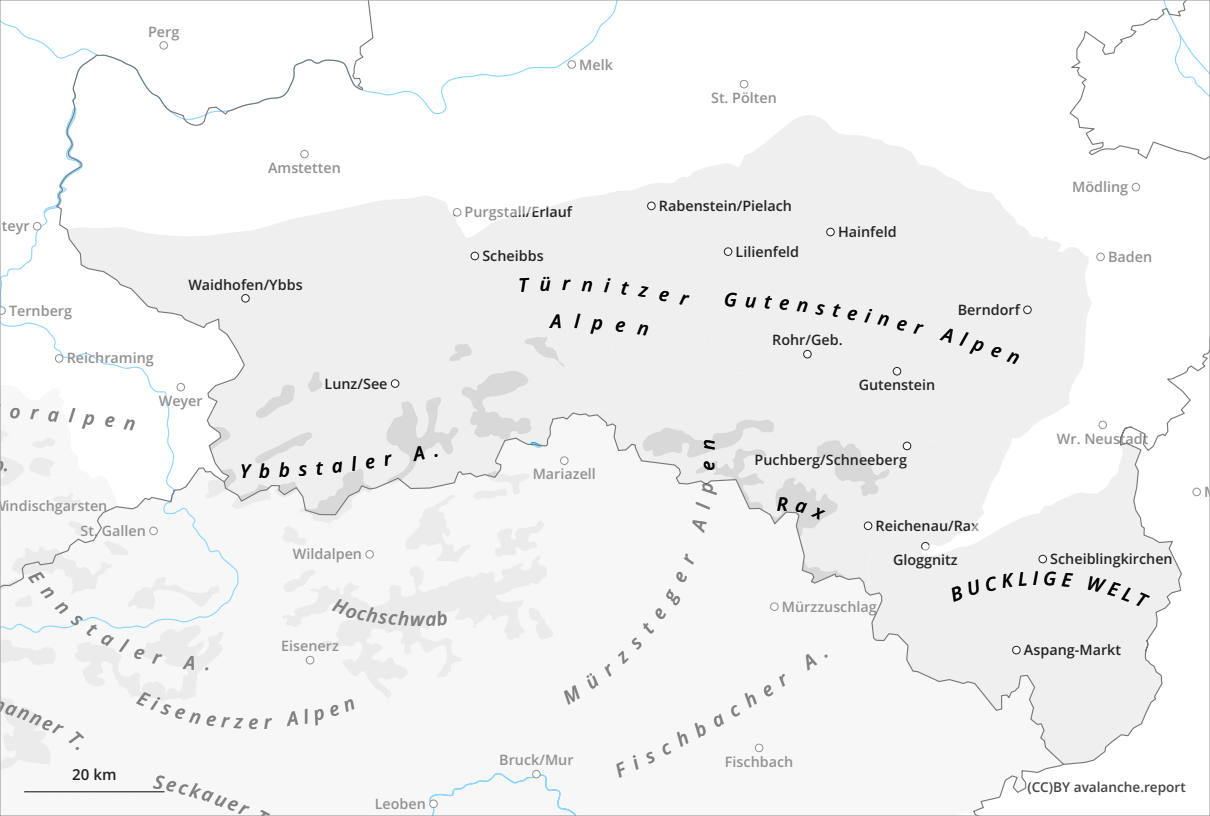 Perg
Melk
St. Pölten
Amstetten
Mödling
Purgstall/Erlauf
Rabenstein/Pielach
teyr
Hainfeld
Scheibbs
Lilienfeld
Baden
Waidhofen/Ybbs
Türnitzer
Alpen
Gutensteiner Alpen
Ternberg
Berndorf
Rohr/Geb.
Reichraming
Lunz/See
Gutenstein
Weyer
oralpen
Wr. Neustadt
Ybbstaler A.
Puchberg/Schneeberg
Mariazell
Windischgarsten
Rax
St. Gallen
Reichenau/Rax
Wildalpen
Gloggnitz
Scheiblingkirchen
BUCKLIGE WELT
Ennstaler A.
Hochschwab
Mürzsteger Alpen
Mürzzuschlag
Eisenerz
Aspang-Markt
Eisenerzer Alpen
Fischbacher A.
anner T.
Fischbach
Bruck/Mur
20 km
Seckauer T
Leoben
(CC)BY avalanche.report